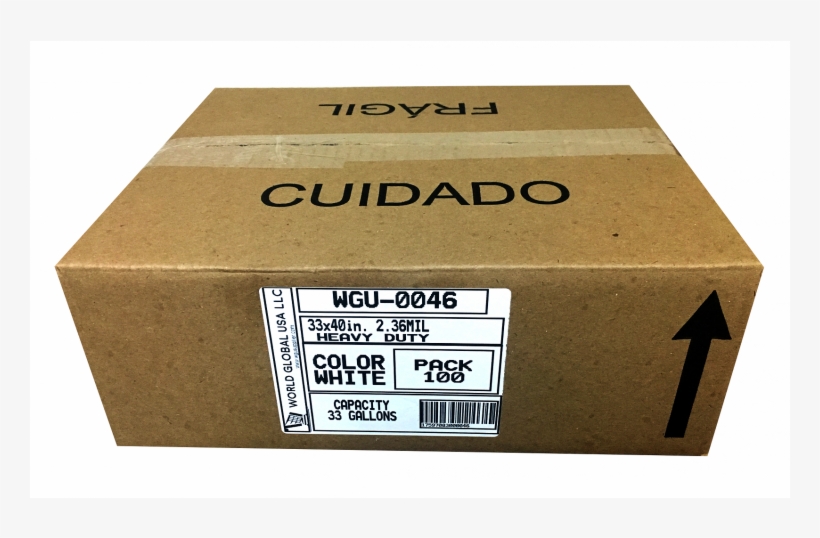 FRÁGIL
CUIDADO
WORLD GLOBAL USA LLC
WGU-0046
33x40in. 2.36MIL
HEAVY DUTY
COLOR
WHITE
PACK
100
CAPACITY
33 GALLONS